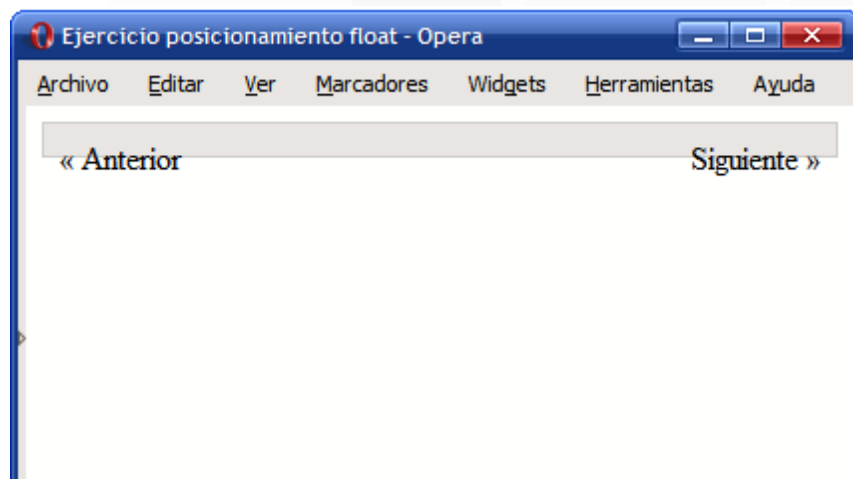 Ejercicio posicionamiento float - Opera
Archivo Editar Ver Marcadores Widgets Herramientas Ayuda
« Anterior Siguiente »